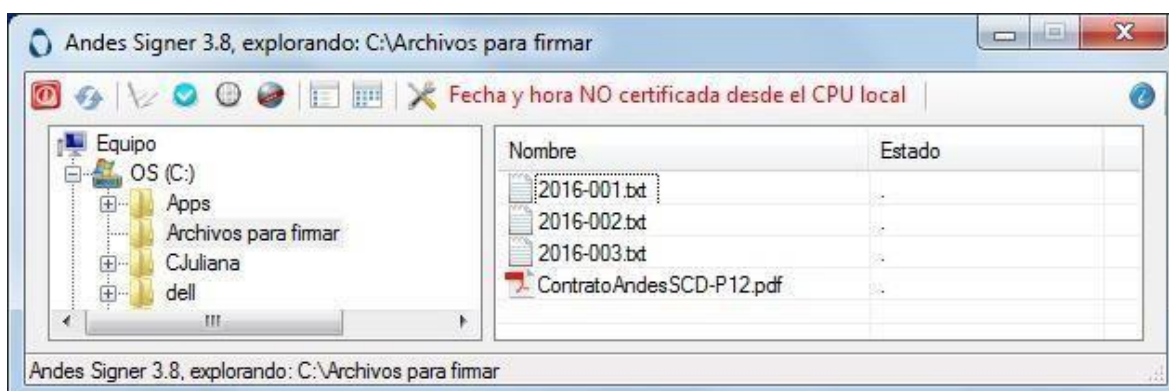 Andes Signer 3.8, explorando: C:\Archivos para firmar
Fecha y hora NO certificada desde el CPU local
Equipo
OS (C:)
Apps
Archivos para firmar
CJuliana
dell
Nombre Estado
2016-001.txt .
2016-002.txt .
2016-003.txt .
ContratoAndesSCD-P12.pdf .
Andes Signer 3.8, explorando: C:\Archivos para firmar